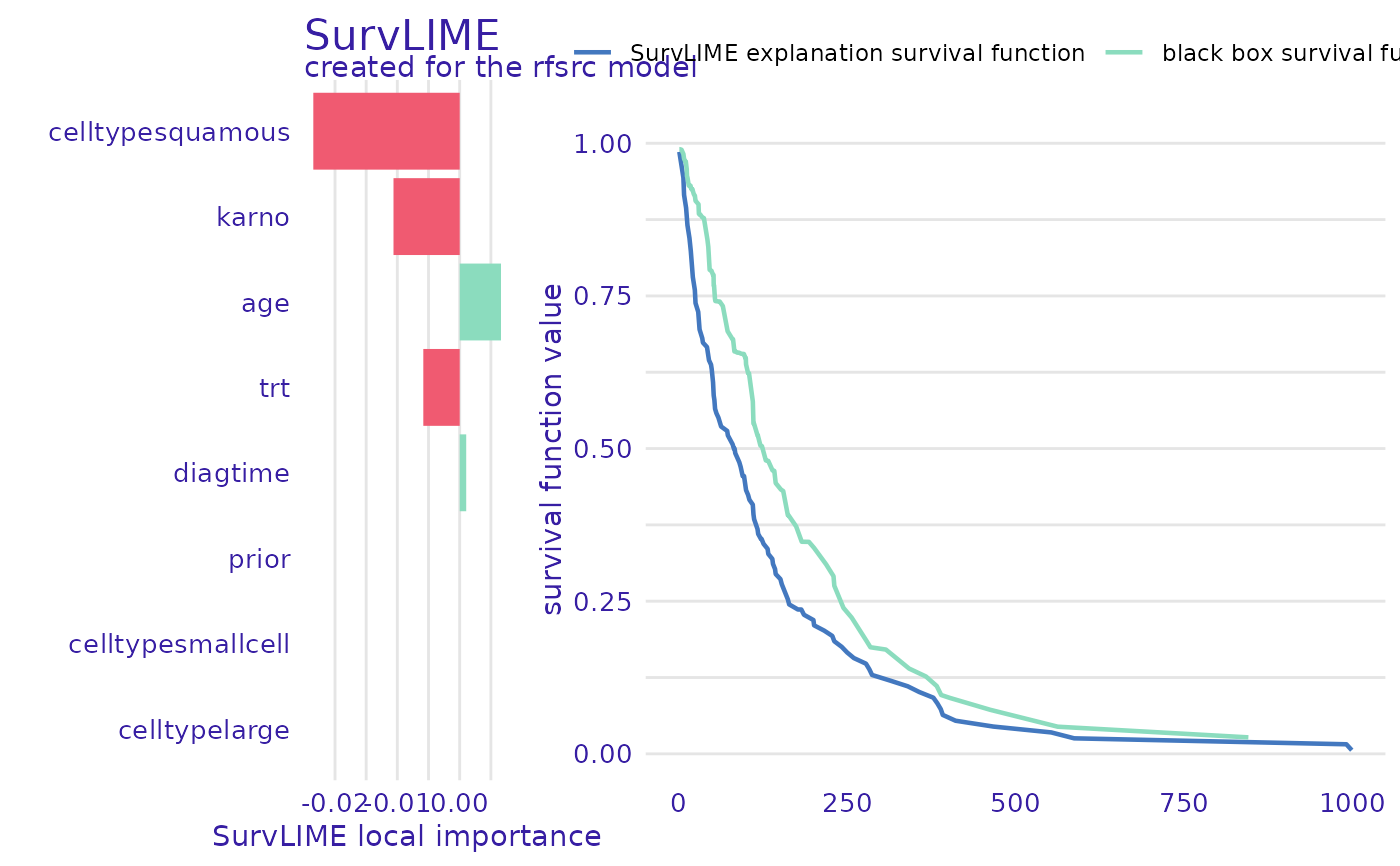 SurvLIME
created for the rfsrc model
celltypesquamous
karno
age
trt
diagtime
prior
celltypesmallcell
celltypelarge
-0.02 -0.01 0.00
SurvLIME local importance
SurvLIME explanation survival function black box survival fu
survival function value
1.00
0.75
0.50
0.25
0.00
0 250 500 750 1000